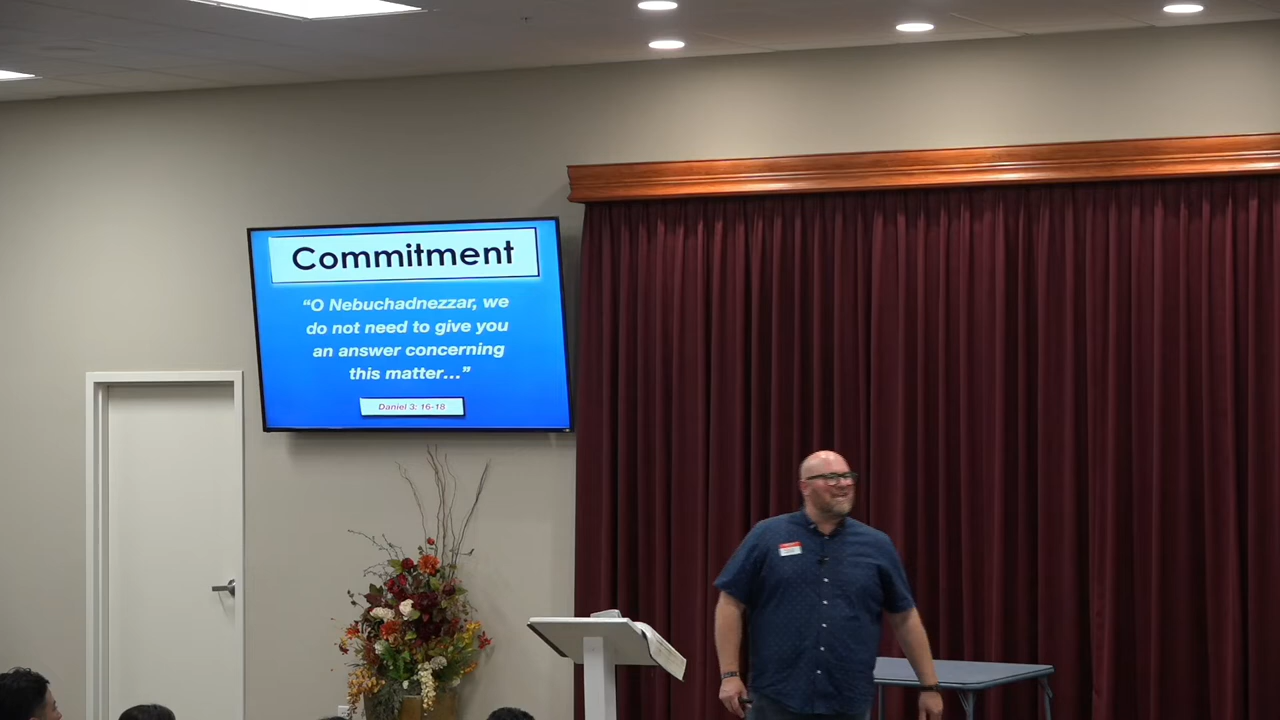 Commitment
“O Nebuchadnezzar, we
do not need to give you
an answer concerning
this matter...”
Daniel 3: 16-18